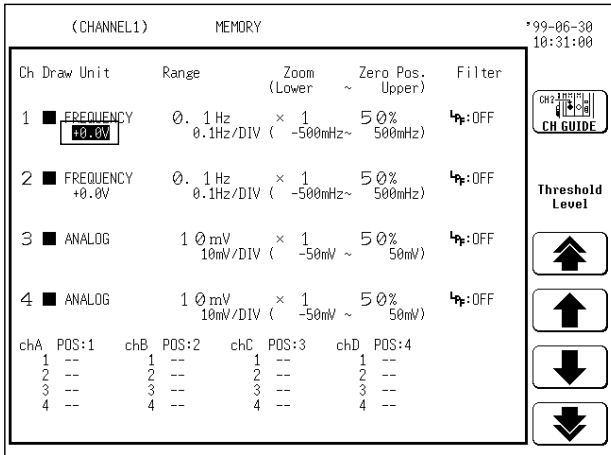 (CHANNEL1) MEMORY '99-06-30
10:31:00
Ch Draw Unit Range Zoom Zero Pos. Filter
(Lower ~ Upper)
1 ■ FREQUENCY 0. 1Hz × 1 50% LPF:OFF
+0.0V 0.1Hz/DIV ( -500mHz~ 500mHz)
2 ■ FREQUENCY 0. 1Hz × 1 50% LPF:OFF
+0.0V 0.1Hz/DIV ( -500mHz~ 500mHz)
3 ■ ANALOG 10mV × 1 50% LPF:OFF
10mV/DIV ( -50mV ~ 50mV)
4 ■ ANALOG 10mV × 1 50% LPF:OFF
10mV/DIV ( -50mV ~ 50mV)
chA POS:1 chB POS:2 chC POS:3 chD POS:4
1 -- 1 -- 1 -- 1 --
2 -- 2 -- 2 -- 2 --
3 -- 3 -- 3 -- 3 --
4 -- 4 -- 4 -- 4 --
CH2
CH GUIDE
Threshold
Level